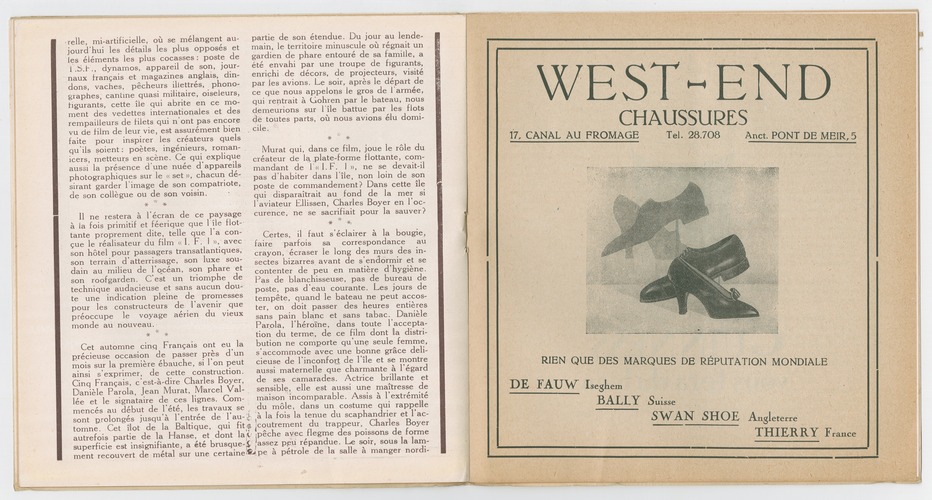 relle, mi-artificielle, où se mélangent au-
jourd'hui les détails les plus opposés et
les éléments les plus cocasses: poste de
T.S.F., dynamos, appareil de son, jour-
naux français et magazines anglais, din-
dons, vaches, pêcheurs illettrés, phono-
graphes, cantine quasi militaire, oiseleurs,
figurants, cette île qui abrite en ce mo-
ment des vedettes internationales et des
rempailleurs de filets qui n'ont pas encore
vu de film de leur vie, est assurément bien
faite pour inspirer les créateurs quels
qu'ils soient: poètes, ingénieurs, roman-
ciers, metteurs en scène. Ce qui explique
aussi la présence d'une nuée d'appareils
photographiques sur le « set », chacun dé-
sirant garder l'image de son compatriote,
de son collègue ou de son voisin.
* * *
Il ne restera à l'écran de ce paysage
à la fois primitif et féerique que l'île flot-
tante proprement dite, telle que l'a con-
çue le réalisateur du film « I. F. 1 », avec
son hôtel pour passagers transatlantiques,
son terrain d'atterrissage, son luxe sou-
dain au milieu de l'océan, son phare et
son roofgarden. C'est un triomphe de
technique audacieuse et sans aucun dou-
te une indication pleine de promesses
pour les constructeurs de l'avenir que
préoccupe le voyage aérien du vieux
monde au nouveau.
* * *
Cet automne cinq Français ont eu la
précieuse occasion de passer près d'un
mois sur la première ébauche, si l'on peut
ainsi s'exprimer, de cette construction.
Cinq Français, c'est-à-dire Charles Boyer,
Danièle Parola, Jean Murat, Marcel Val-
lée et le signataire de ces lignes. Com-
mencés au début de l'été, les travaux se
sont prolongés jusqu'à l'entrée de l'au-
tomne. Cet îlot de la Baltique, qui fit
autrefois partie de la Hanse, et dont la
superficie est insignifiante, a été brusque-
ment recouvert de métal sur une certaine
partie de son étendue. Du jour au lende-
main, le territoire minuscule où régnait un
gardien de phare entouré de sa famille, a
été envahi par une troupe de figurants,
enrichi de décors, de projecteurs, visité
par les avions. Le soir, après le départ de
ce que nous appelions le gros de l'armée,
qui rentrait à Gohren par le bateau, nous
demeurions sur l'île battue par les flots
de toutes parts, où nous avions élu domi-
cile.
* * *
Murat qui, dans ce film, joue le rôle du
créateur de la plate-forme flottante, com-
mandant de l'« I. F. 1 », ne se devait-il
pas d'habiter dans l'île, non loin de son
poste de commandement? Dans cette île
qui disparaîtrait au fond de la mer si
l'aviateur Ellissen, Charles Boyer en l'oc-
curence, ne se sacrifiait pour la sauver?
* * *
Certes, il faut s'éclairer à la bougie,
faire parfois sa correspondance au
crayon, écraser le long des murs des in-
sectes bizarres avant de s'endormir et se
contenter de peu en matière d'hygiène.
Pas de blanchisseuse, pas de bureau de
poste, pas d'eau courante. Les jours de
tempête, quand le bateau ne peut accos-
ter, on doit passer des heures entières
sans pain blanc et sans tabac. Danièle
Parola, l'héroïne, dans toute l'accepta-
tion du terme, de ce film dont la distri-
bution ne comporte qu'une seule femme,
s'accommode avec une bonne grâce déli-
cieuse de l'inconfort de l'île et se montre
aussi maternelle que charmante à l'égard
de ses camarades. Actrice brillante et
sensible, elle est aussi une maîtresse de
maison incomparable. Assis à l'extrémité
du môle, dans un costume qui rappelle
à la fois la tenue du scaphandrier et l'ac-
coutrement du trappeur, Charles Boyer
pêche avec flegme des poissons de forme
assez peu répandue. Le soir, sous la lam-
pe à pétrole de la salle à manger nordi-
WEST-END
CHAUSSURES
17, CANAL AU FROMAGE Tel. 28.708 Anct. PONT DE MEIR, 5
RIEN QUE DES MARQUES DE RÉPUTATION MONDIALE
DE FAUW Iseghem
BALLY Suisse
SWAN SHOE Angleterre
THIERRY France